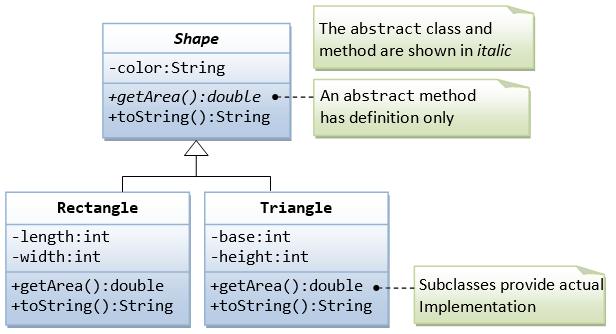 Shape
-color:String
+getArea():double
+toString():String
The abstract class and
method are shown in italic
An abstract method
has definition only
Rectangle
-length:int
-width:int
+getArea():double
+toString():String
Triangle
-base:int
-height:int
+getArea():double
+toString():String
Subclasses provide actual
Implementation